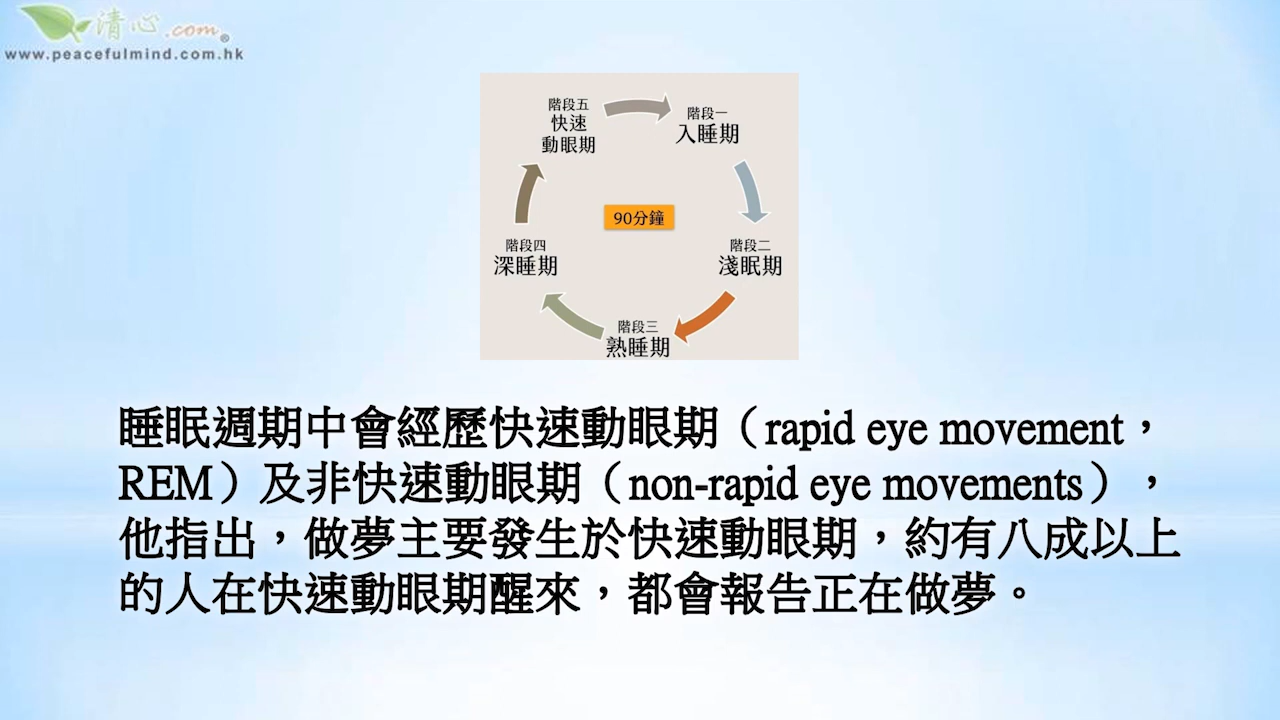 清心.com
www.peacefulmind.com.hk
階段五
快速
動眼期
階段一
入睡期
90分鐘
階段四
深睡期
階段二
淺眠期
階段三
熟睡期
睡眠週期中會經歷快速動眼期（rapid eye movement，
REM）及非快速動眼期（non-rapid eye movements），
他指出，做夢主要發生於快速動眼期，約有八成以上
的人在快速動眼期醒來，都會報告正在做夢。